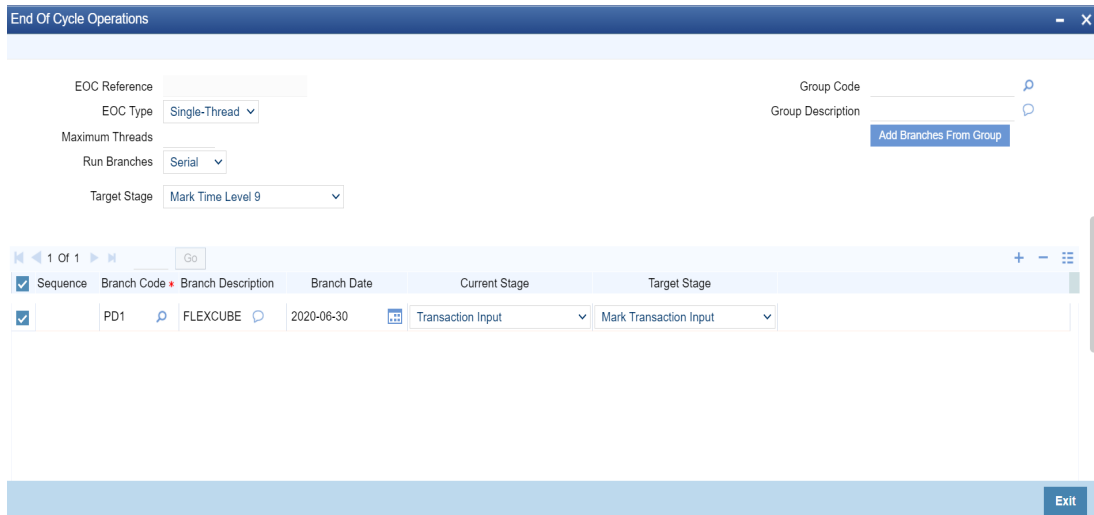 End Of Cycle Operations
EOC Reference
Group Code
EOC Type Single-Thread
Group Description
Maximum Threads
Add Branches From Group
Run Branches Serial
Target Stage Mark Time Level 9
1 Of 1 Go
Sequence Branch Code * Branch Description Branch Date Current Stage Target Stage
PD1 FLEXCUBE 2020-06-30 Transaction Input Mark Transaction Input
Exit